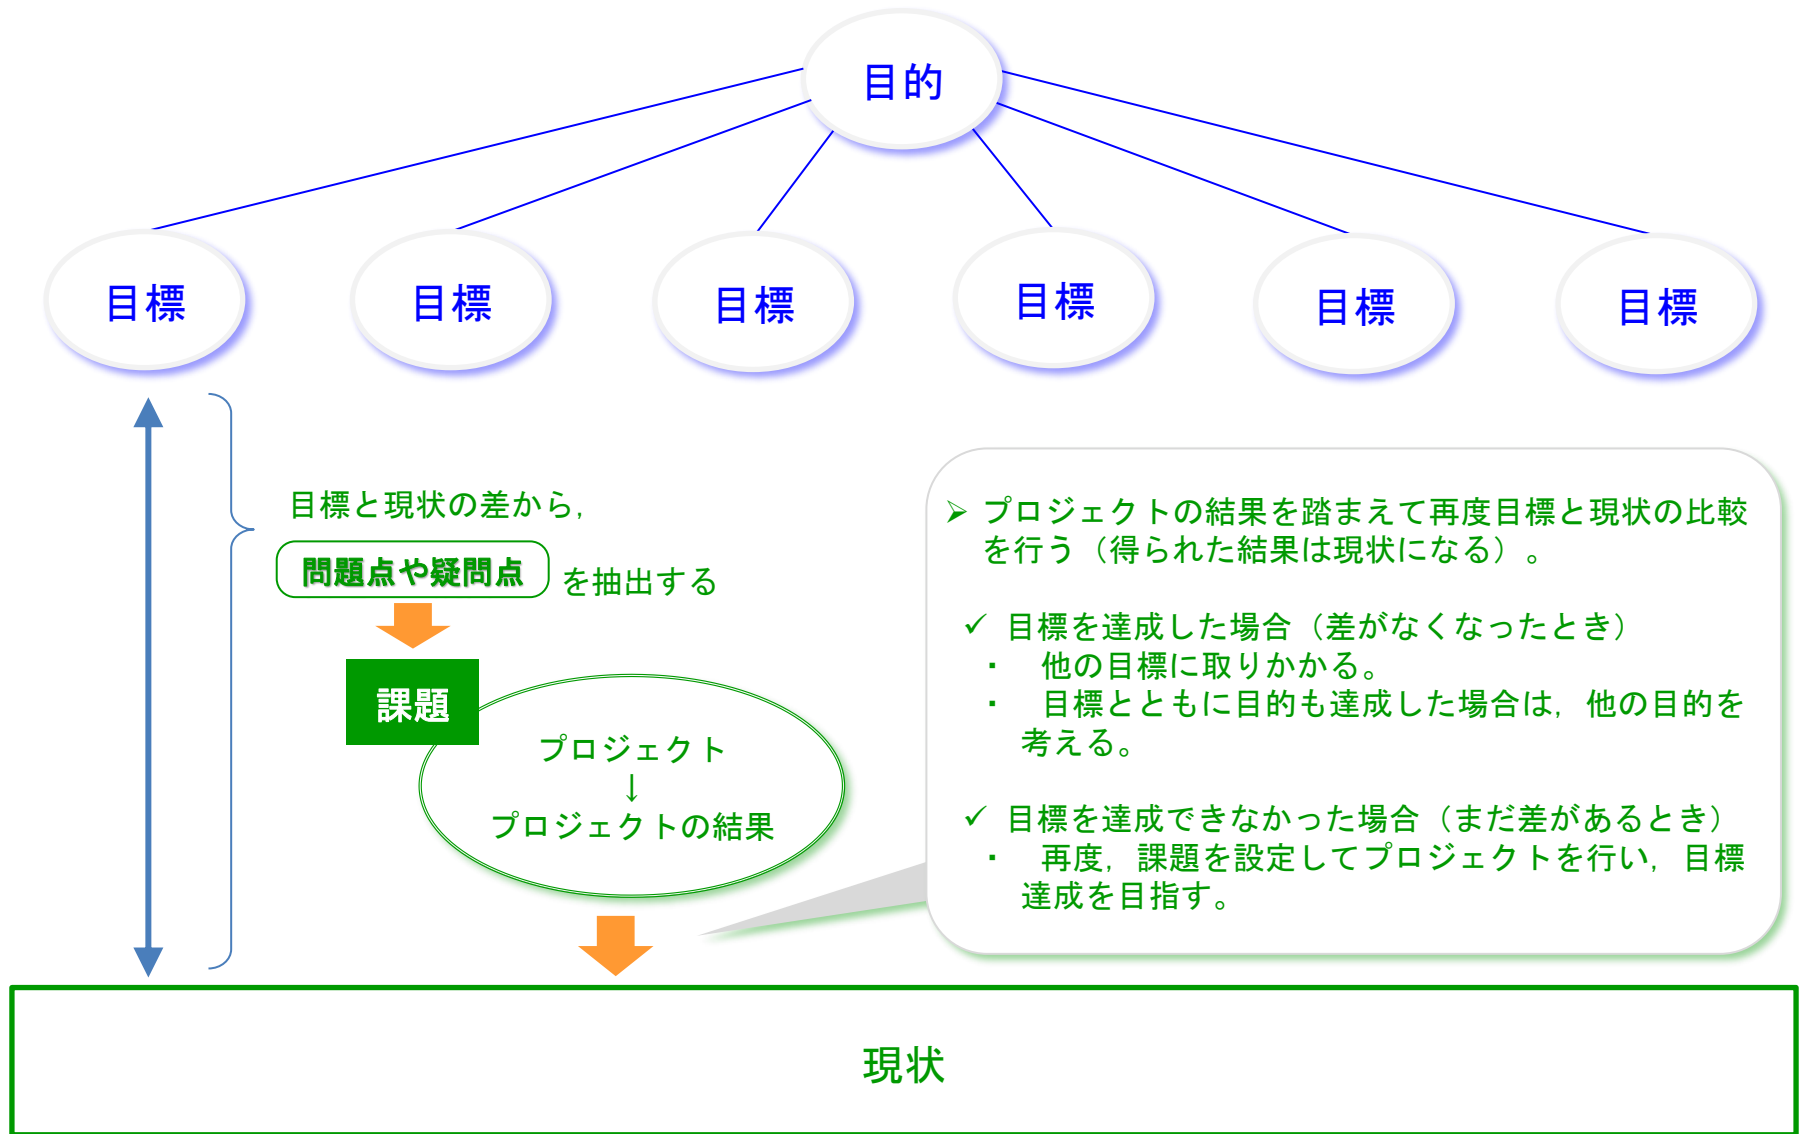 目的
目標
目標
目標
目標
目標
目標
目標と現状の差から,
問題点や疑問点
を抽出する
課題
プロジェクト
↓
プロジェクトの結果
➢ プロジェクトの結果を踏まえて再度目標と現状の比較
を行う（得られた結果は現状になる）。
✓ 目標を達成した場合（差がなくなったとき）
・ 他の目標に取りかかる。
・ 目標とともに目的も達成した場合は, 他の目的を
考える。
✓ 目標を達成できなかった場合（まだ差があるとき）
・ 再度, 課題を設定してプロジェクトを行い, 目標
達成を目指す。
現状